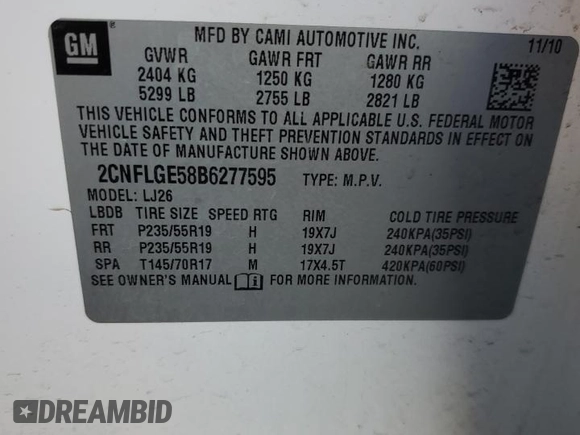 GM
MFD BY CAMI AUTOMOTIVE INC.
11/10
GVWR GAWR FRT GAWR RR
2404 KG 1250 KG 1280 KG
5299 LB 2755 LB 2821 LB
THIS VEHICLE CONFORMS TO ALL APPLICABLE U.S. FEDERAL MOTOR
VEHICLE SAFETY AND THEFT PREVENTION STANDARDS IN EFFECT ON
THE DATE OF MANUFACTURE SHOWN ABOVE.
2CNFLGE58B6277595 TYPE: M.P.V.
MODEL: LJ26
LBDB TIRE SIZE SPEED RTG RIM COLD TIRE PRESSURE
FRT P235/55R19 H 19X7J 240KPA(35PSI)
RR P235/55R19 H 19X7J 240KPA(35PSI)
SPA T145/70R17 M 17X4.5T 420KPA(60PSI)
SEE OWNER'S MANUAL i FOR MORE INFORMATION.
DREAMBID